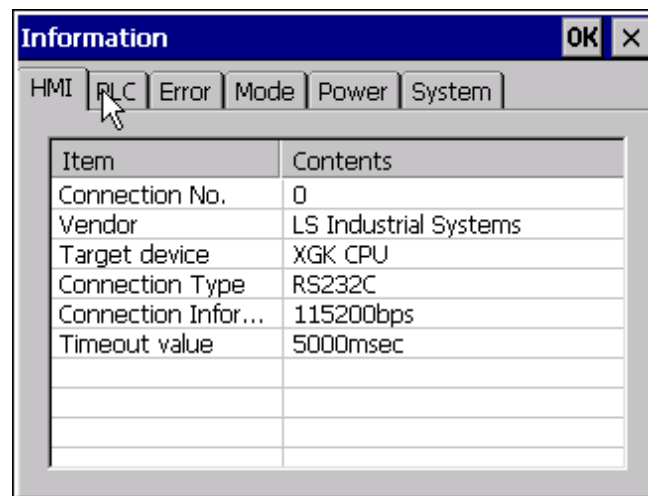 Information OK ×
HMI PLC Error Mode Power System
Item Contents
Connection No. 0
Vendor LS Industrial Systems
Target device XGK CPU
Connection Type RS232C
Connection Infor... 115200bps
Timeout value 5000msec